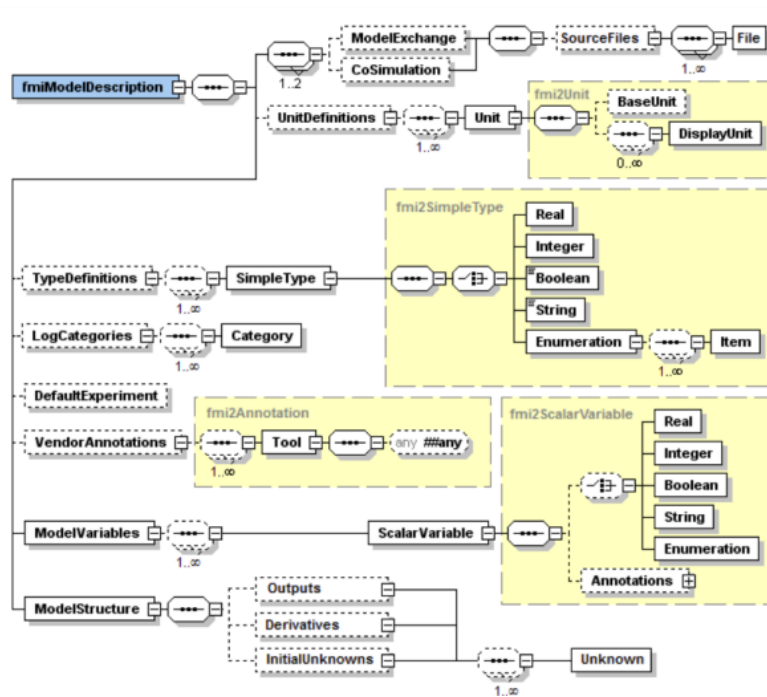 ModelExchange
SourceFiles
File
CoSimulation
1..2
1..∞
fmiModelDescription
fmi2Unit
BaseUnit
UnitDefinitions
Unit
1..∞
DisplayUnit
0..∞
fmi2SimpleType
Real
Integer
TypeDefinitions
SimpleType
Boolean
1..∞
String
LogCategories
Category
Enumeration
Item
1..∞
1..∞
DefaultExperiment
fmi2Annotation
fmi2ScalarVariable
VendorAnnotations
Tool
any ##any
1..∞
Real
Integer
Boolean
String
ModelVariables
ScalarVariable
Enumeration
1..∞
Annotations
Outputs
ModelStructure
Derivatives
InitialUnknowns
Unknown
1..∞